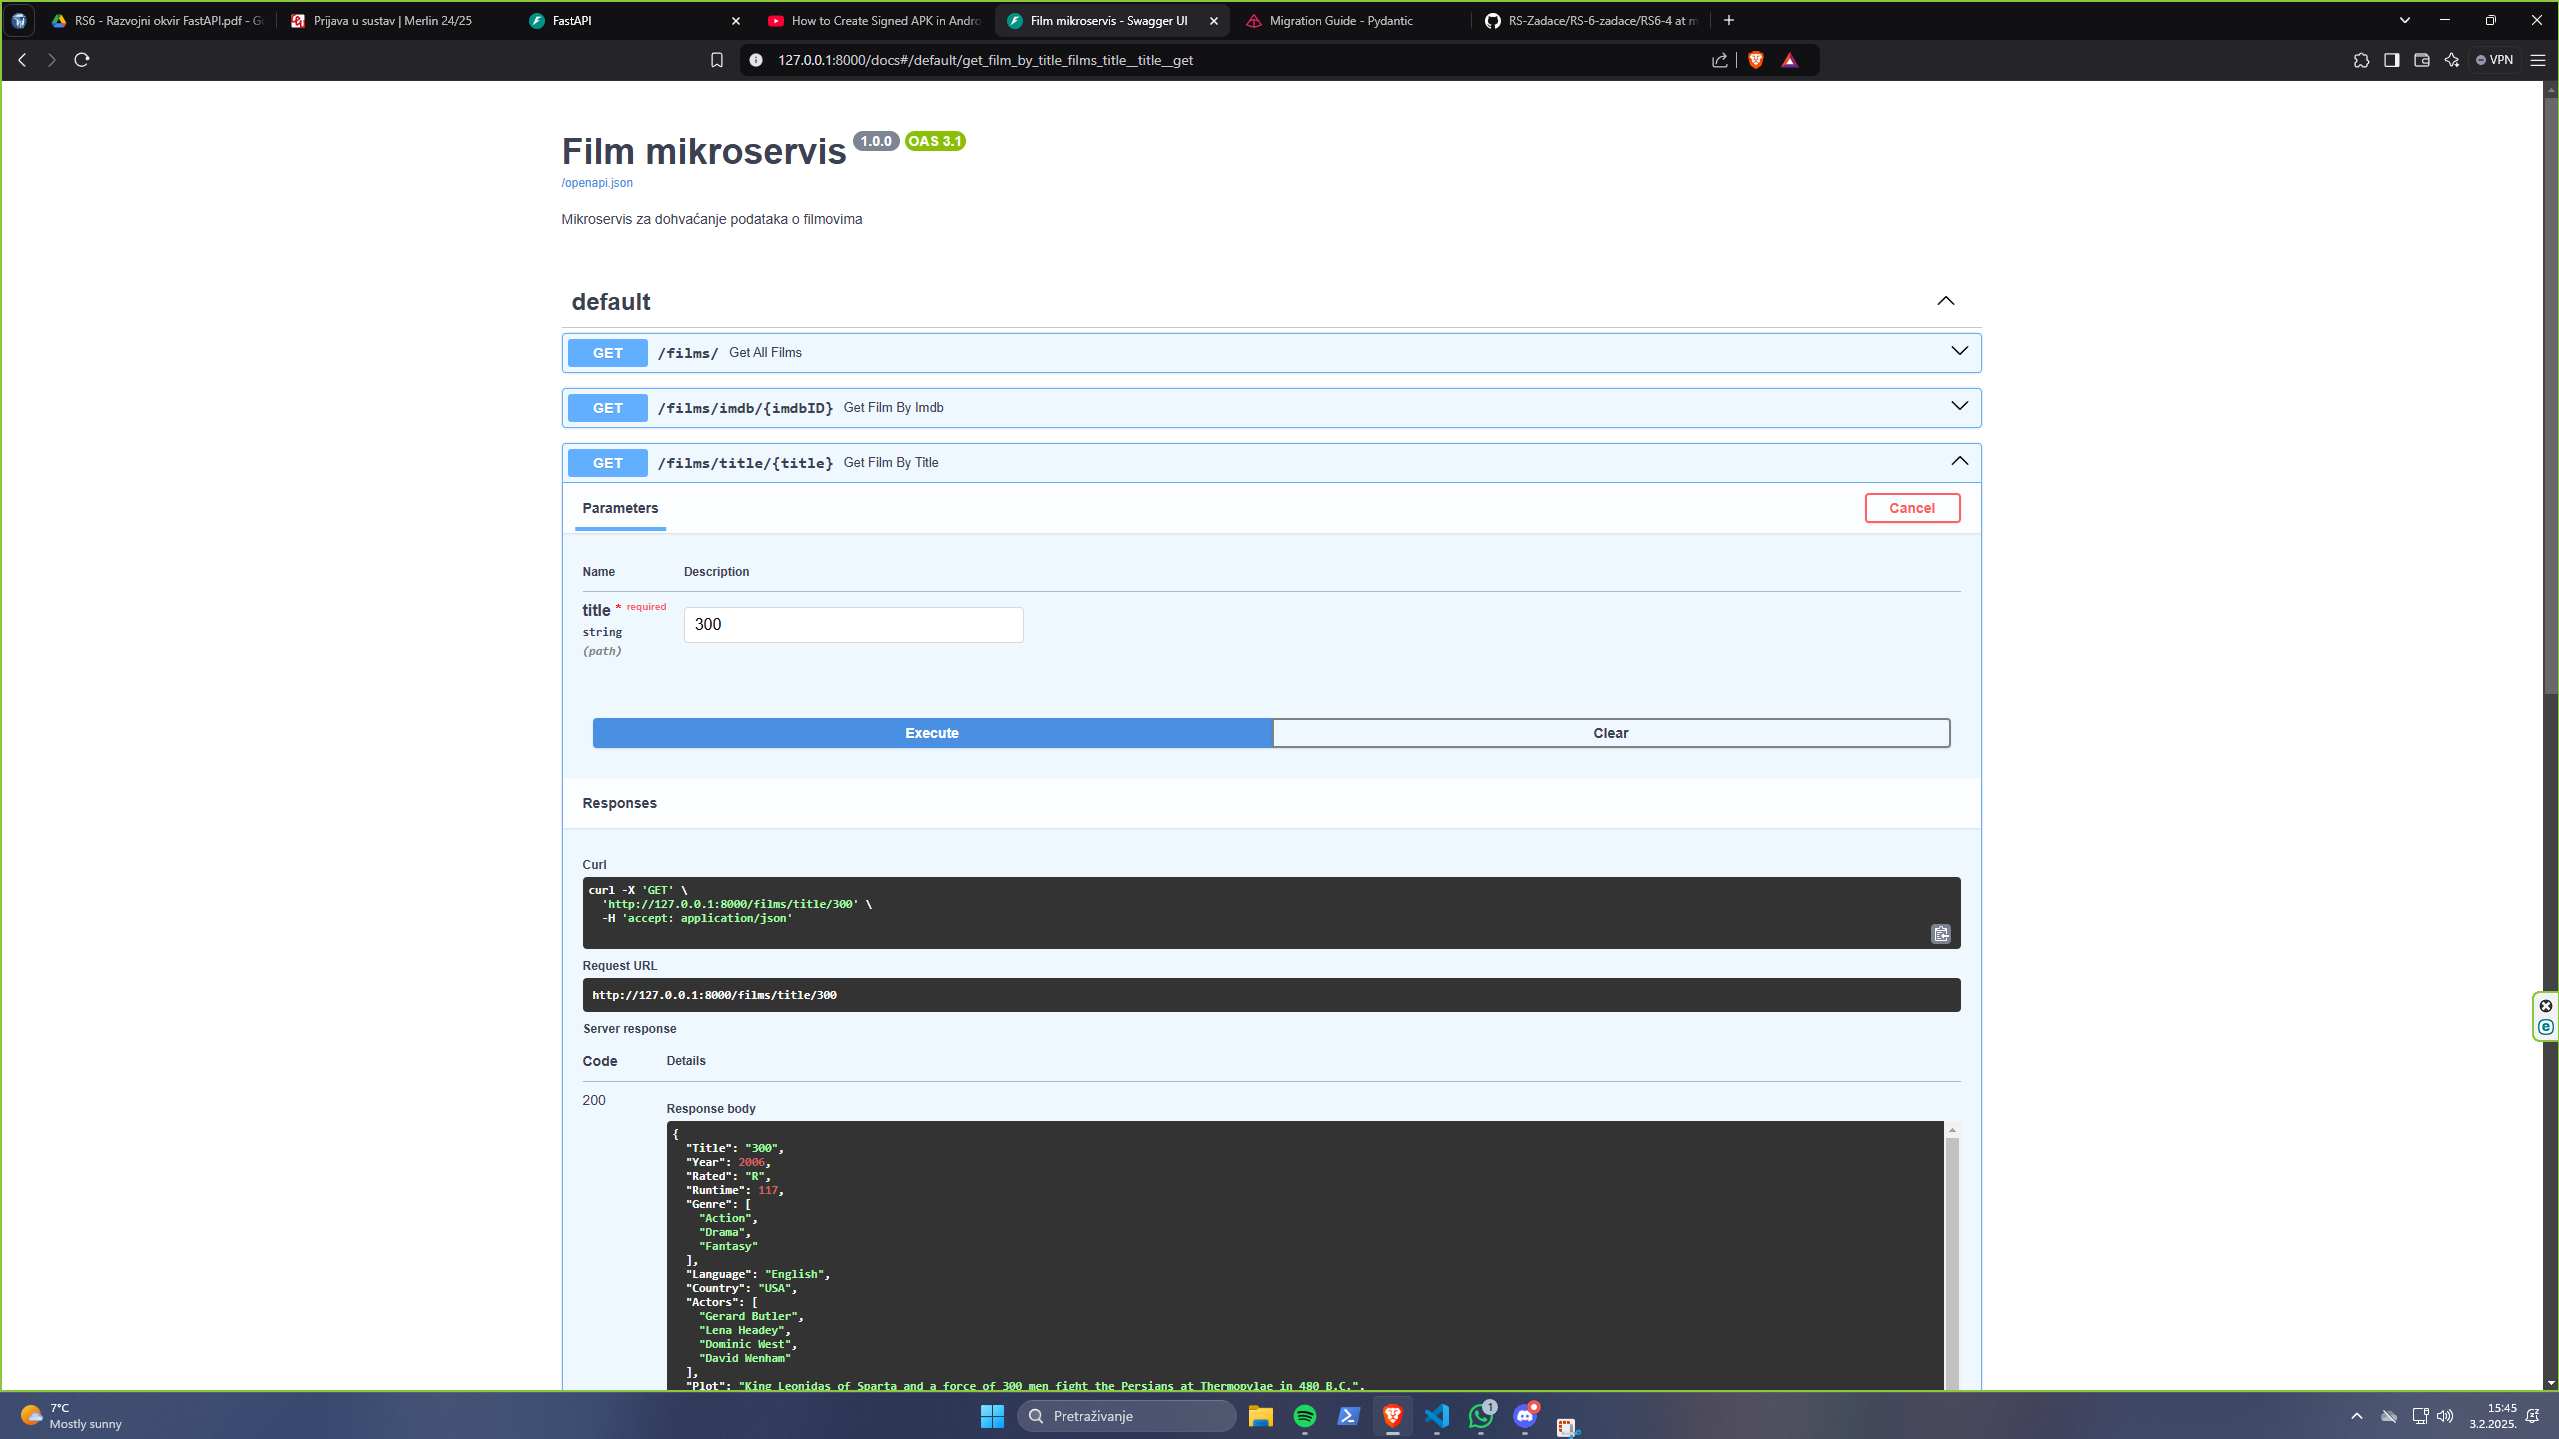 RS6 - Razvojni okvir FastAPI.pdf - Go
Prijava u sustav | Merlin 24/25
FastAPI
How to Create Signed APK in Andro
Film mikroservis - Swagger UI
Migration Guide - Pydantic
RS-Zadace/RS-6-zadace/RS6-4 at m
127.0.0.1:8000/docs#/default/get_film_by_title_films_title__title__get
VPN
Film mikroservis 1.0.0 OAS 3.1
/openapi.json
Mikroservis za dohvaćanje podataka o filmovima
default
GET /films/ Get All Films
GET /films/imdb/{imdbID} Get Film By Imdb
GET /films/title/{title} Get Film By Title
Parameters
Cancel
Name Description
title * required
string
(path)
300
Execute
Clear
Responses
Curl
curl -X 'GET' \
'http://127.0.0.1:8000/films/title/300' \
-H 'accept: application/json'
Request URL
http://127.0.0.1:8000/films/title/300
Server response
Code Details
200
Response body
{
"Title": "300",
"Year": 2006,
"Rated": "R",
"Runtime": 117,
"Genre": [
"Action",
"Drama",
"Fantasy"
],
"Language": "English",
"Country": "USA",
"Actors": [
"Gerard Butler",
"Lena Headey",
"Dominic West",
"David Wenham"
],
"Plot": "King Leonidas of Sparta and a force of 300 men fight the Persians at Thermopylae in 480 B.C.",
7°C
Mostly sunny
Pretraživanje
1
15:45
3.2.2025.